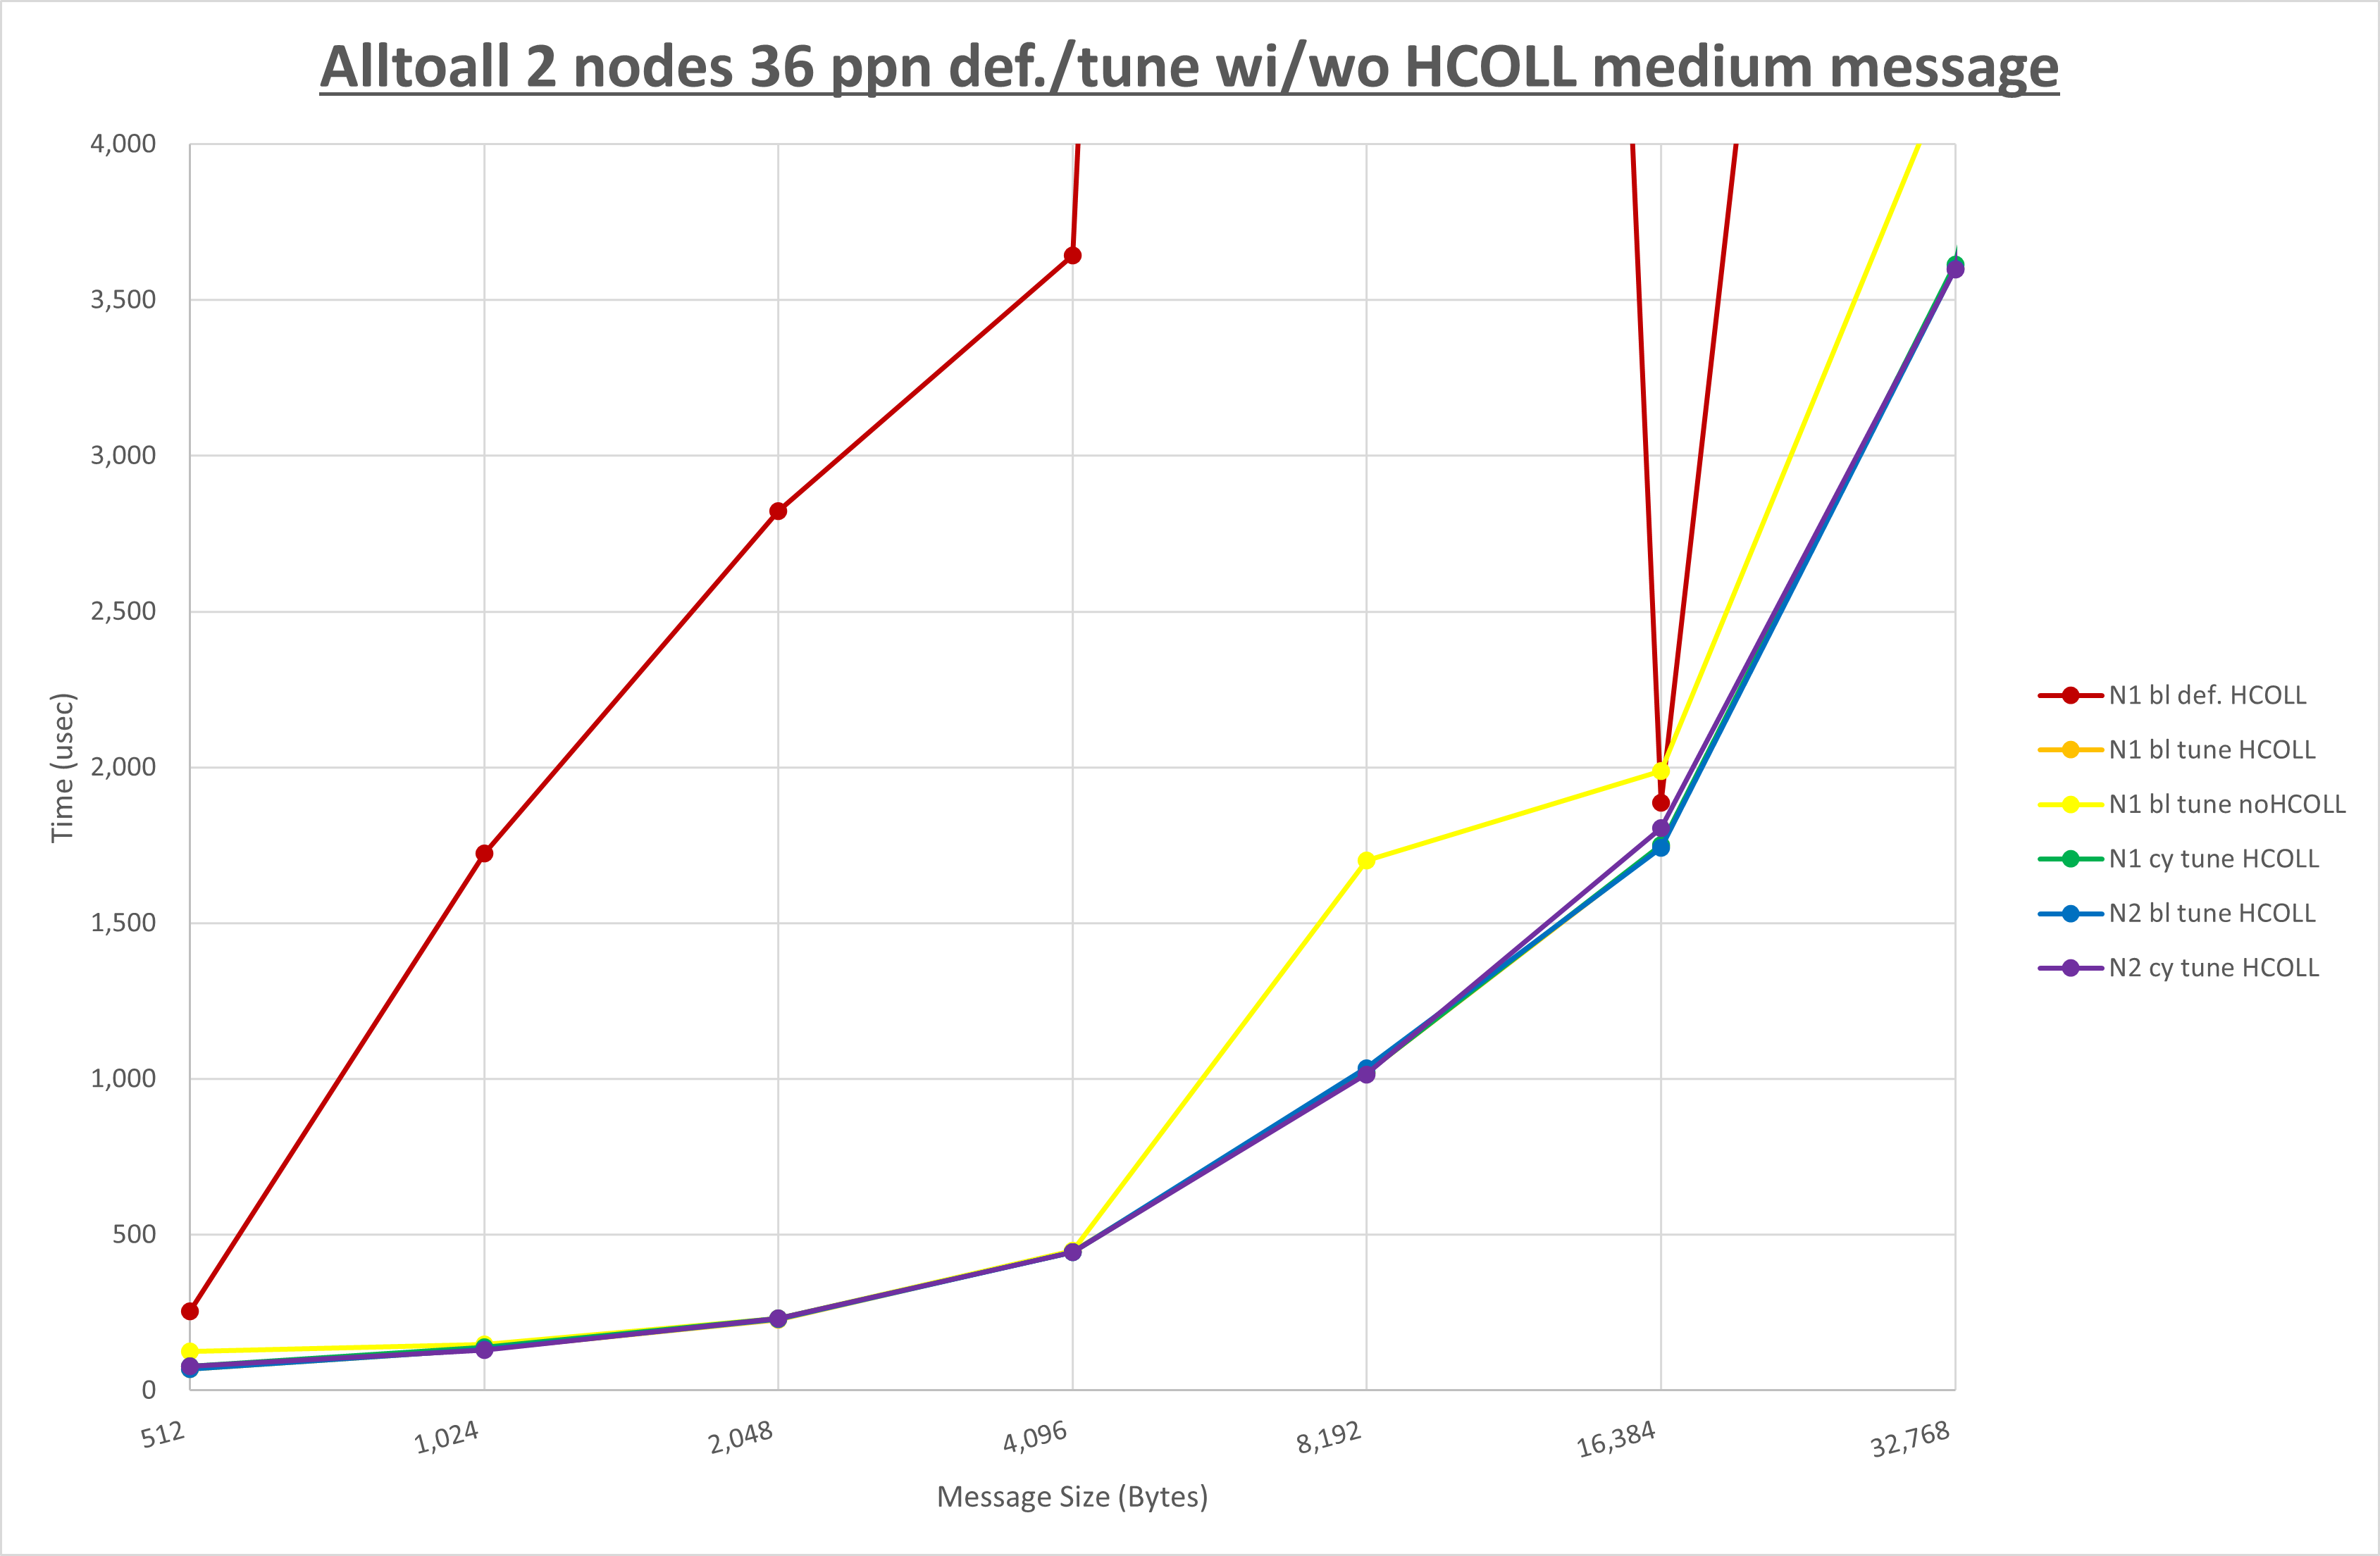 Alltoall 2 nodes 36 ppn def./tune wi/wo HCOLL medium message
4,000
3,500
3,000
2,500
2,000
1,500
1,000
500
0
Time (usec)
512
1,024
2,048
4,096
8,192
16,384
32,768
Message Size (Bytes)
N1 bl def. HCOLL
N1 bl tune HCOLL
N1 bl tune noHCOLL
N1 cy tune HCOLL
N2 bl tune HCOLL
N2 cy tune HCOLL